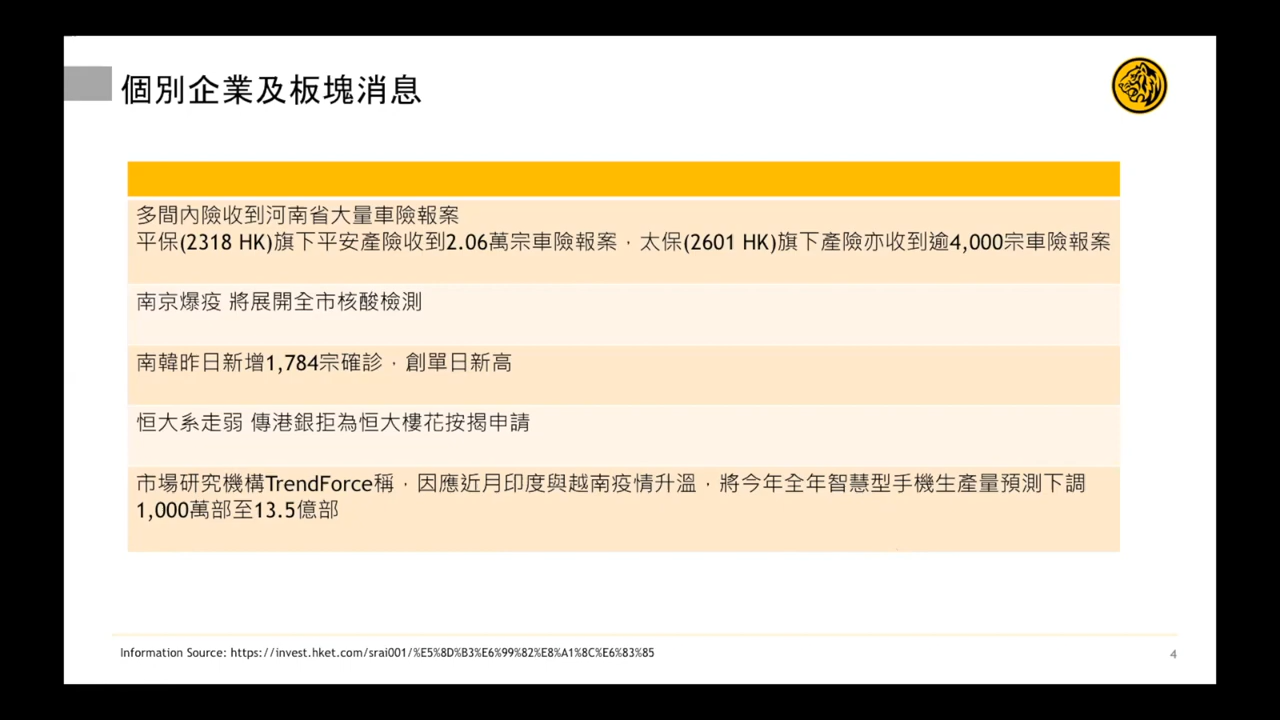 個別企業及板塊消息
多間內險收到河南省大量車險報案
平保(2318 HK)旗下平安產險收到2.06萬宗車險報案，太保(2601 HK)旗下產險亦收到逾4,000宗車險報案
南京爆疫 將展開全市核酸檢測
南韓昨日新增1,784宗確診，創單日新高
恒大系走弱 傳港銀拒為恒大樓花按揭申請
市場研究機構TrendForce稱，因應近月印度與越南疫情升溫，將今年全年智慧型手機生產量預測下調
1,000萬部至13.5億部
Information Source: https://invest.hket.com/srai001/%E5%8D%B3%E6%99%82%E8%A1%8C%E6%83%85
4